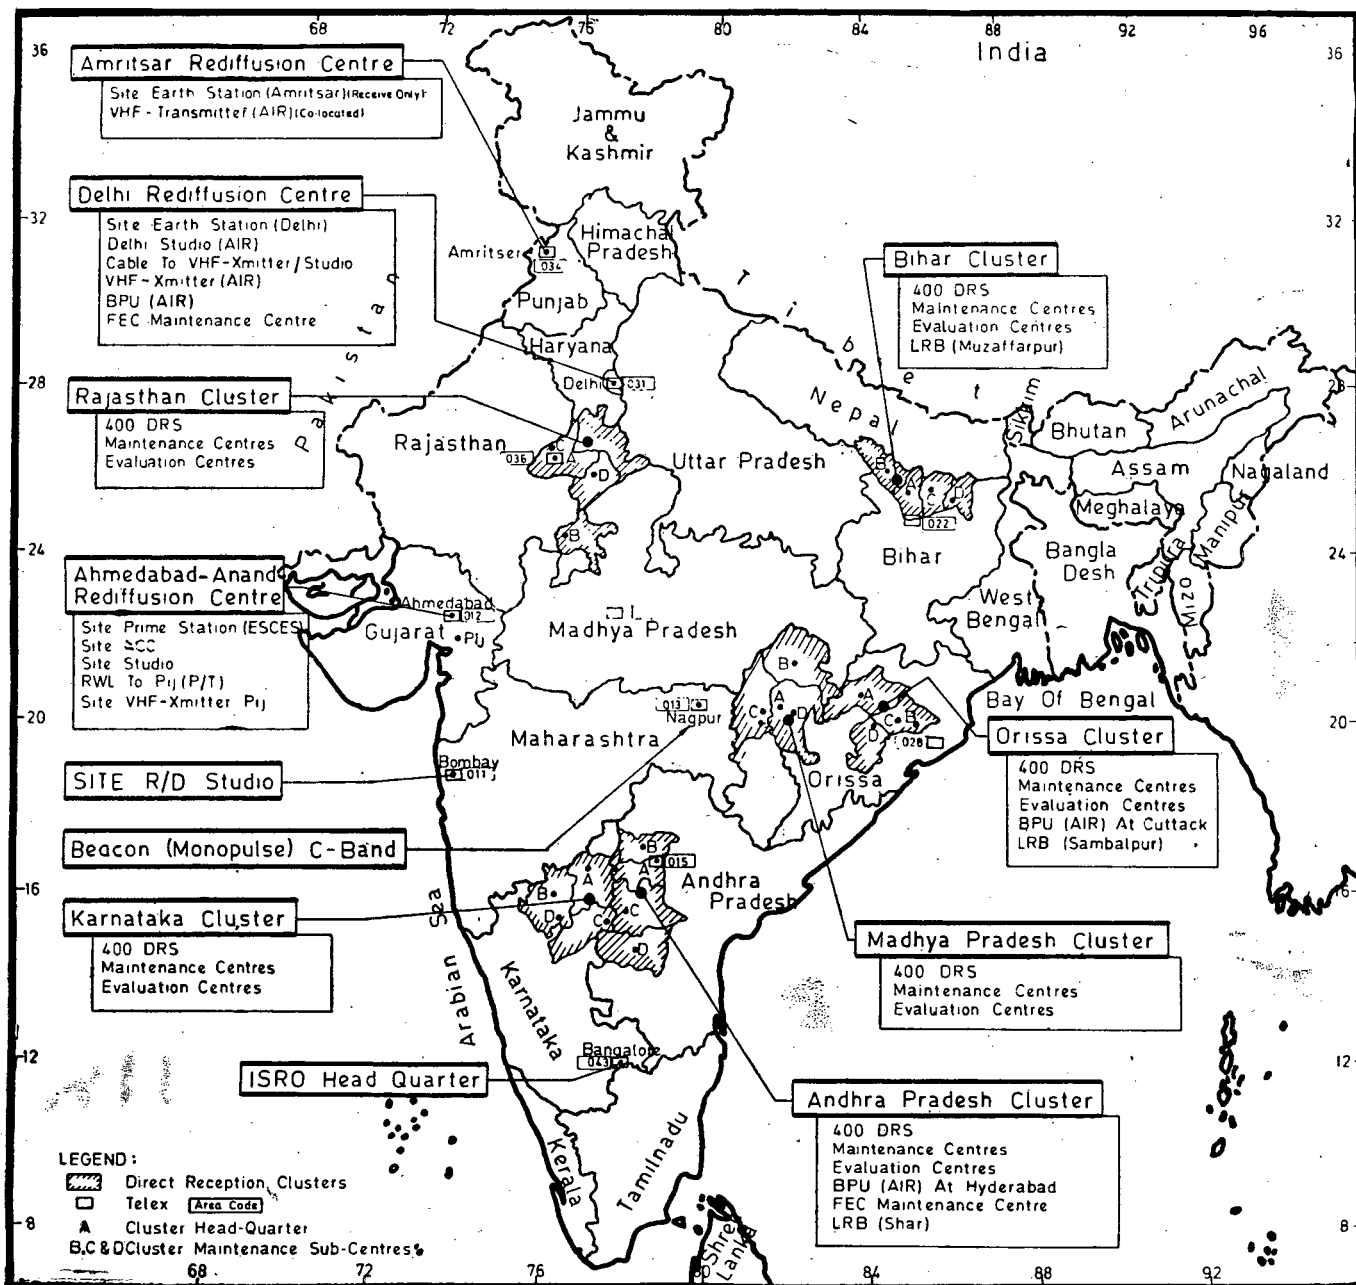 68
72
76
80
84
88
92
96
36
India
36
Amritsar Rediffusion Centre
Site Earth Station (Amritsar) (Receive Only)
VHF - Transmitter (AIR) (Co-located)
Jammu
&
Kashmir
Delhi Rediffusion Centre
Site Earth Station (Delhi)
Delhi Studio (AIR)
Cable To VHF-Xmitter/Studio
VHF-Xmitter (AIR)
BPU (AIR)
FEC Maintenance Centre
32
32
Himachal
Pradesh
Amritser
034
Punjab
Pakistan
Tibet
Bihar Cluster
400 DRS
Maintenance Centres
Evaluation Centres
LRB (Muzaffarpur)
Haryana
Delhi
031
28
28
Nepal
Sikkim
Bhutan
Arunachal
Rajasthan Cluster
400 DRS
Maintenance Centres
Evaluation Centres
Rajasthan
036
C
A
D
B
Uttar Pradesh
B
A
C
D
022
Assam
Nagaland
Meghalaya
Manipur
24
24
Bihar
Bangla
Desh
Tripura
Mizo
Ahmedabad-Anand
Rediffusion Centre
Site Prime Station (ESCES)
Site SCC
Site Studio
RWL To Pij (P/T)
Site VHF-Xmitter Pij
Ahmedabad
012
Gujarat
Pij
Madhya Pradesh
West
Bengal
B
A
C
D
A
B
D
028
013
Nagpur
20
20
Bay Of Bengal
Maharashtra
Orissa
Orissa Cluster
400 DRS
Maintenance Centres
Evaluation Centres
BPU (AIR) At Cuttack
LRB (Sambalpur)
SITE R/D Studio
Bombay
011
Beacon (Monopulse) C-Band
B
015
A
C
D
A
B
D
C
Andhra
Pradesh
16
16
Karnataka Cluster
400 DRS
Maintenance Centres
Evaluation Centres
Arabian Sea
Karnataka
Madhya Pradesh Cluster
400 DRS
Maintenance Centres
Evaluation Centres
12
12
Bangalore
043
ISRO Head Quarter
Andhra Pradesh Cluster
400 DRS
Maintenance Centres
Evaluation Centres
BPU (AIR) At Hyderabad
FEC Maintenance Centre
LRB (Shar)
Kerala
Tamilnadu
Shree
Lanka
LEGEND:
Direct Reception Clusters
Telex Area Code
A Cluster Head-Quarter
B,C & D Cluster Maintenance Sub-Centres
8
8
68
72
76
80
84
88
92